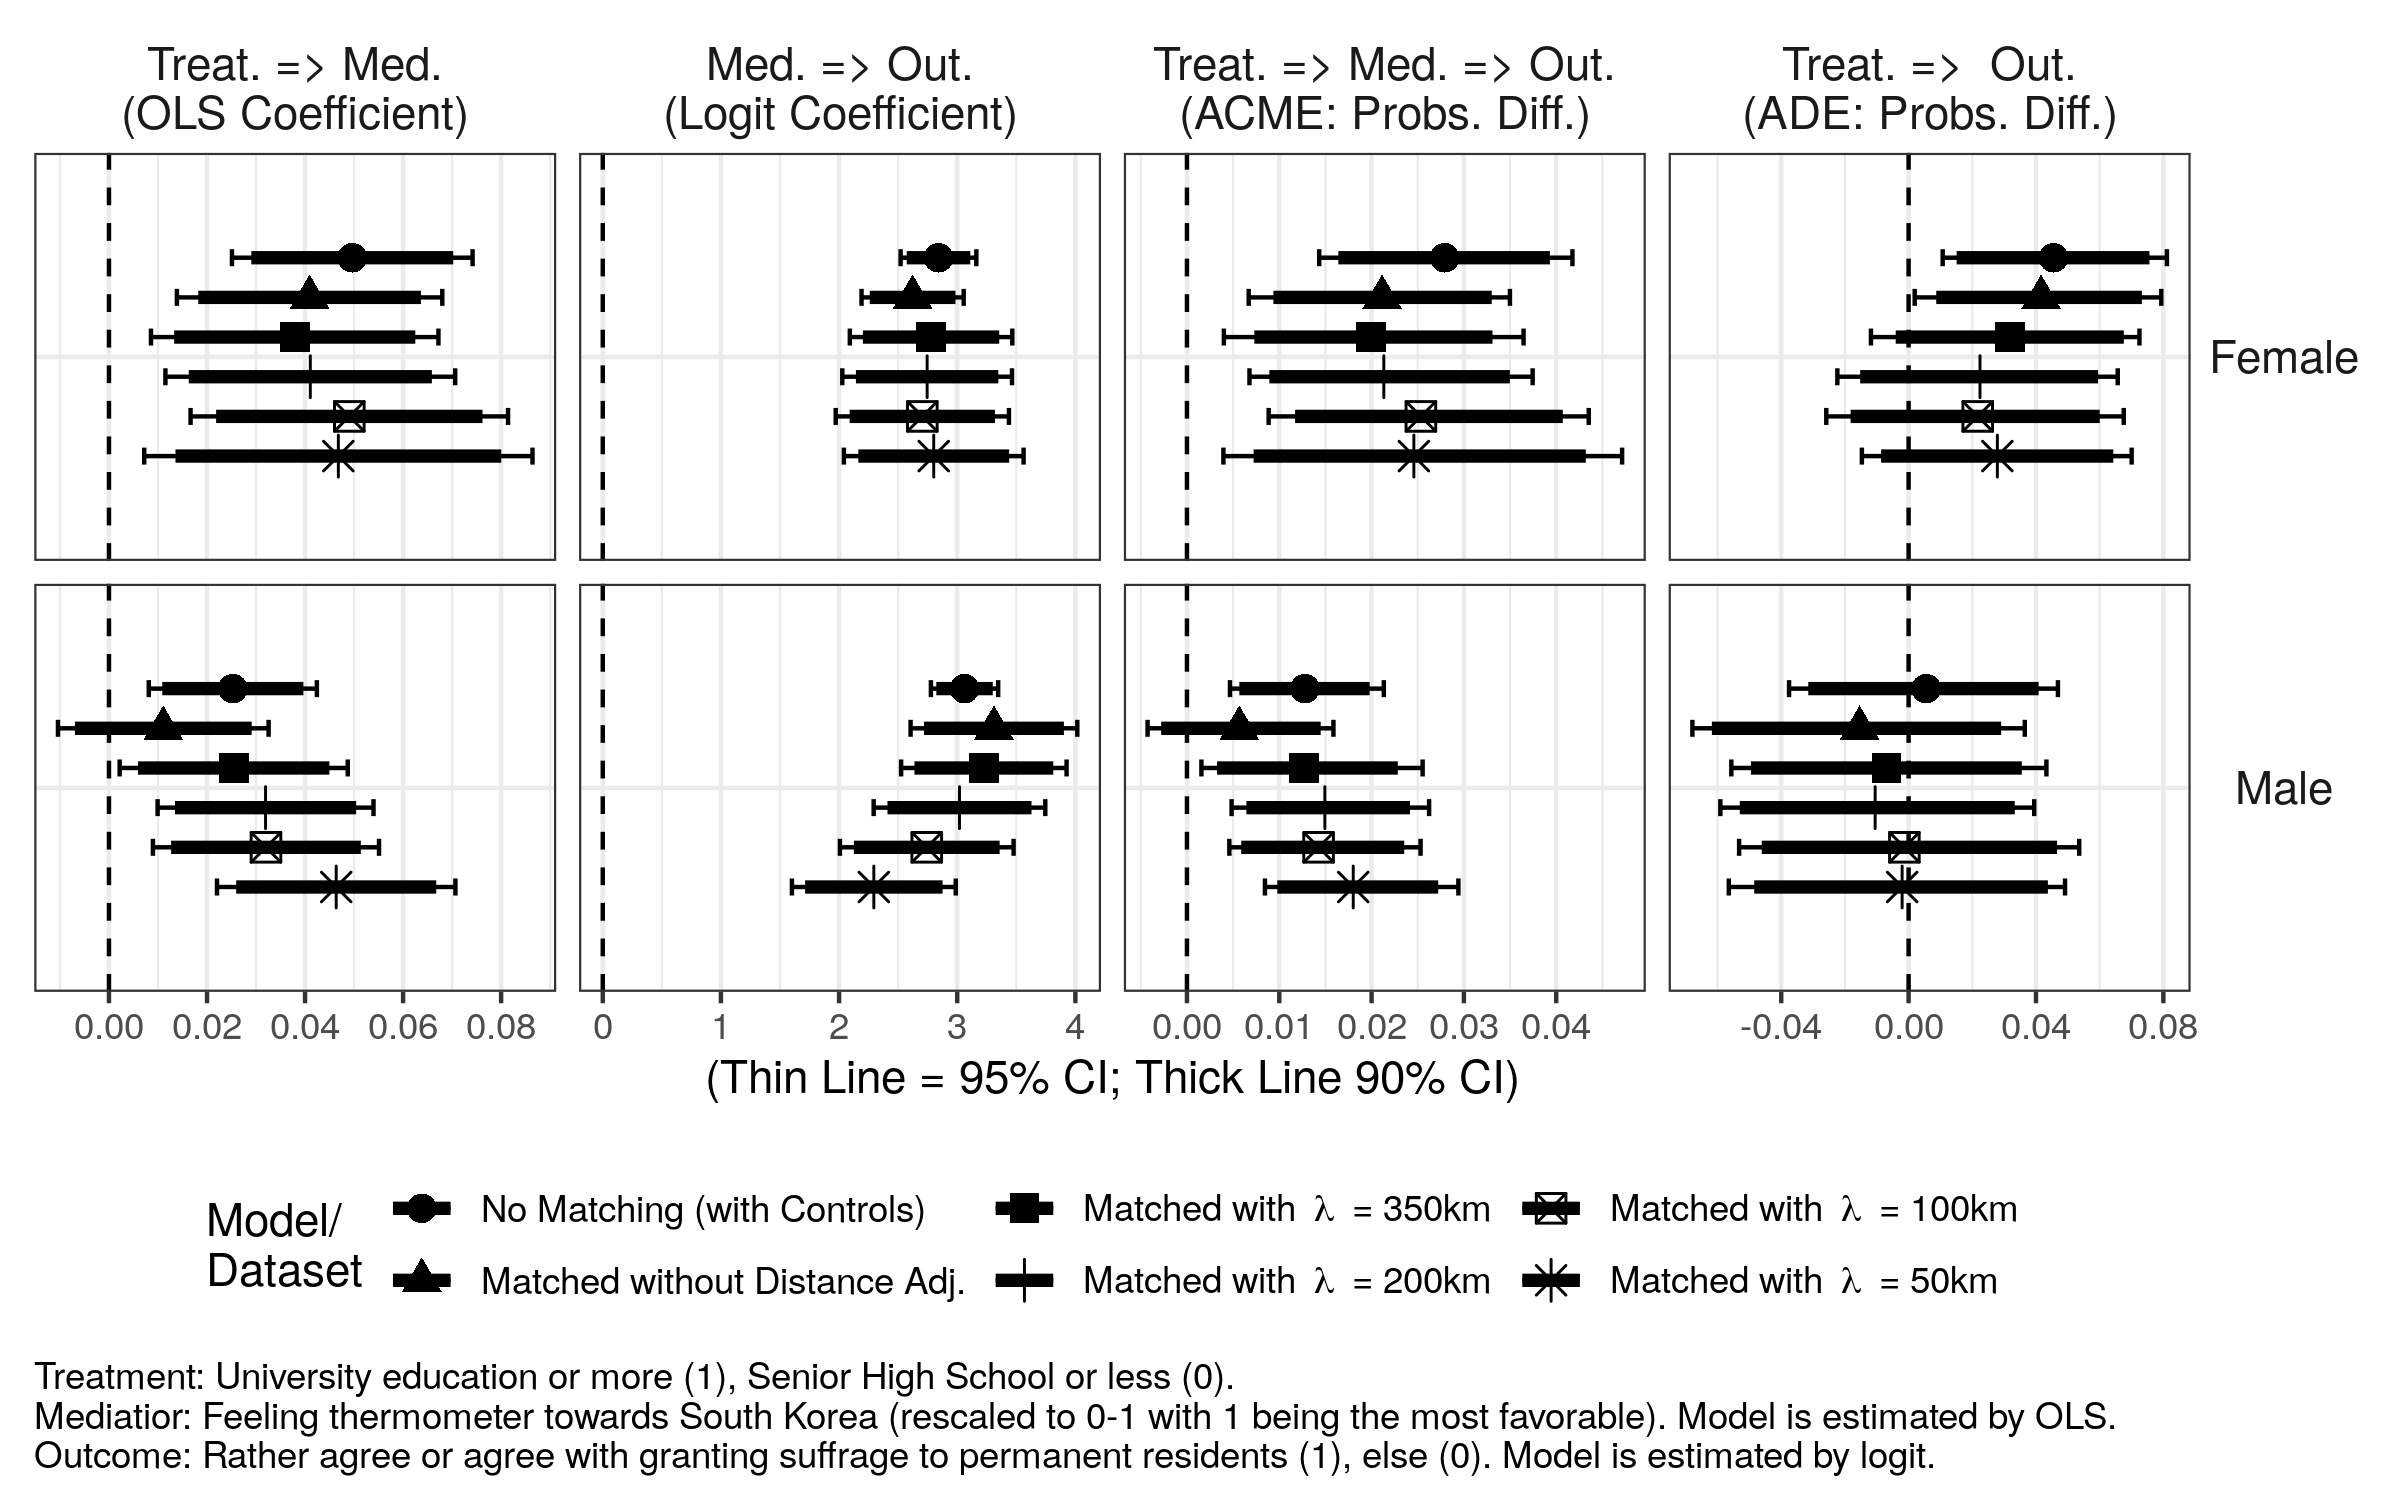 Treat. => Med.
(OLS Coefficient)
Med. => Out.
(Logit Coefficient)
Treat. => Med. => Out.
(ACME: Probs. Diff.)
Treat. =>  Out.
(ADE: Probs. Diff.)
Female
Male
0.00 0.02 0.04 0.06 0.08
0 1 2 3 4
0.00 0.01 0.02 0.03 0.04
-0.04 0.00 0.04 0.08
(Thin Line = 95% CI; Thick Line 90% CI)
Model/
Dataset
No Matching (with Controls)
Matched without Distance Adj.
Matched with λ = 350km
Matched with λ = 200km
Matched with λ = 100km
Matched with λ = 50km
Treatment: University education or more (1), Senior High School or less (0).
Mediatior: Feeling thermometer towards South Korea (rescaled to 0-1 with 1 being the most favorable). Model is estimated by OLS.
Outcome: Rather agree or agree with granting suffrage to permanent residents (1), else (0). Model is estimated by logit.